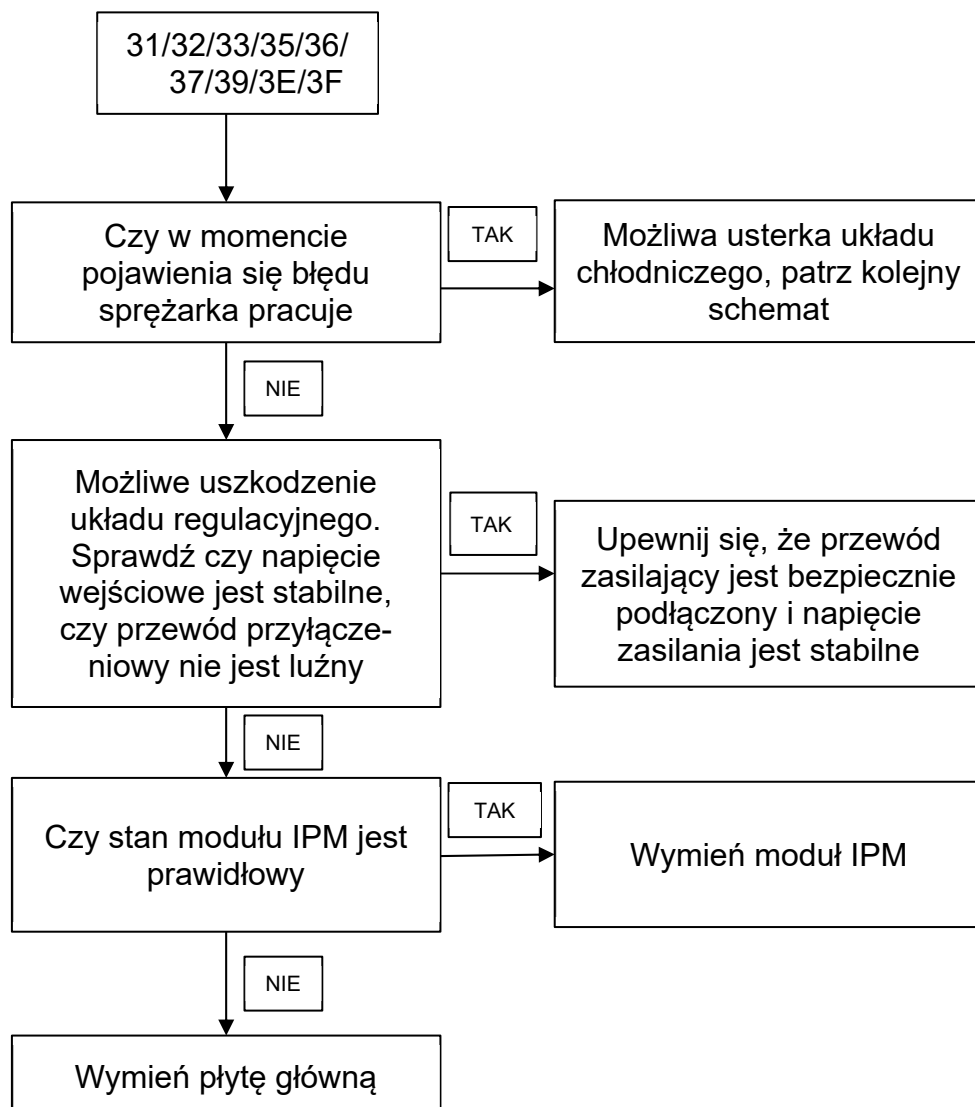 31/32/33/35/36/
37/39/3E/3F
Czy w momencie
pojawienia się błędu
sprężarka pracuje
TAK
Możliwa usterka układu
chłodniczego, patrz kolejny
schemat
NIE
Możliwe uszkodzenie
układu regulacyjnego.
Sprawdź czy napięcie
wejściowe jest stabilne,
czy przewód przyłącze-
niowy nie jest luźny
TAK
Upewnij się, że przewód
zasilający jest bezpiecznie
podłączony i napięcie
zasilania jest stabilne
NIE
Czy stan modułu IPM jest
prawidłowy
TAK
Wymień moduł IPM
NIE
Wymień płytę główną